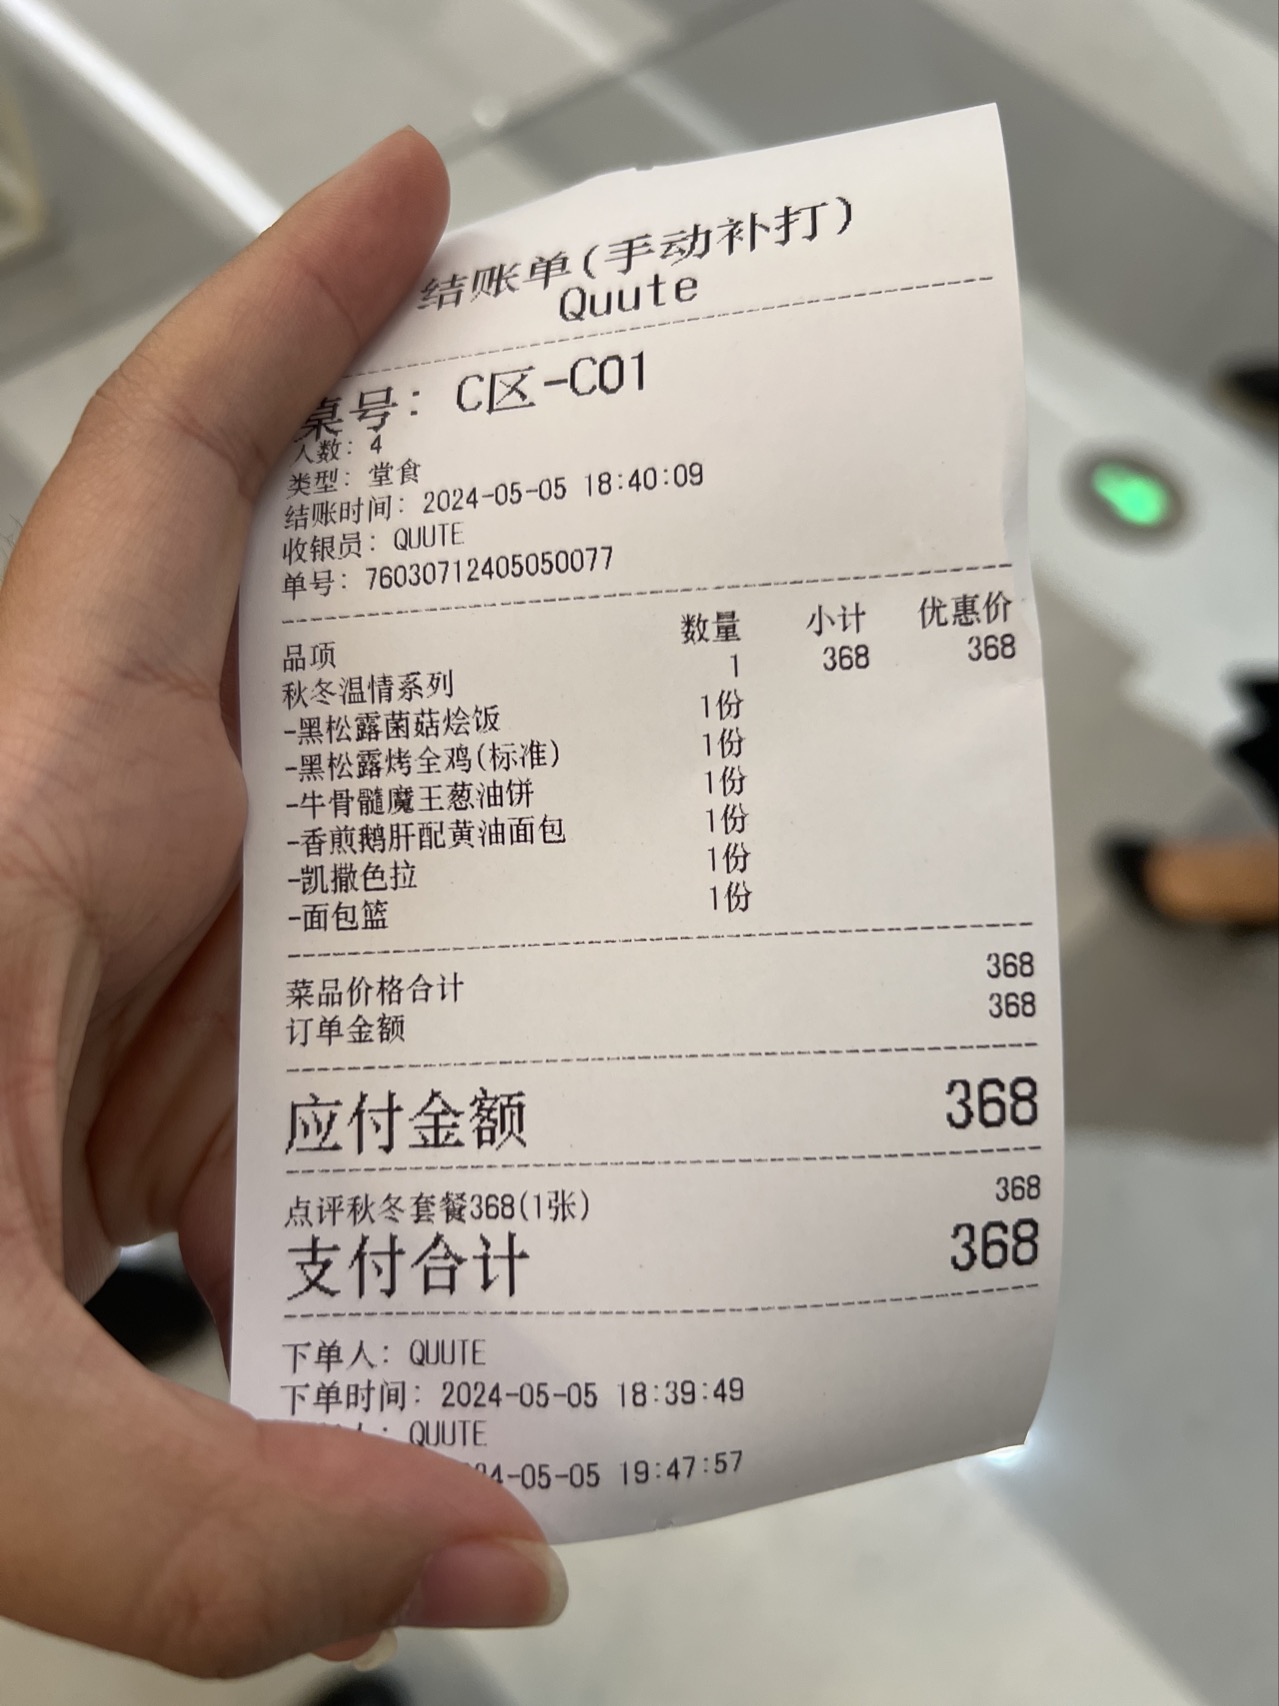 结账单(手动补打)
Quute
桌号: C区-C01
人数: 4
类型: 堂食
结账时间: 2024-05-05 18:40:09
收银员: QUUTE
单号: 76030712405050077
品项 数量 小计 优惠价
秋冬温情系列 1 368 368
-黑松露菌菇烩饭 1份
-黑松露烤全鸡(标准) 1份
-牛骨髓魔王葱油饼 1份
-香煎鹅肝配黄油面包 1份
-凯撒色拉 1份
-面包篮 1份
菜品价格合计 368
订单金额 368
应付金额 368
点评秋冬套餐368(1张) 368
支付合计 368
下单人: QUUTE
下单时间: 2024-05-05 18:39:49
QUUTE
-05-05 19:47:57